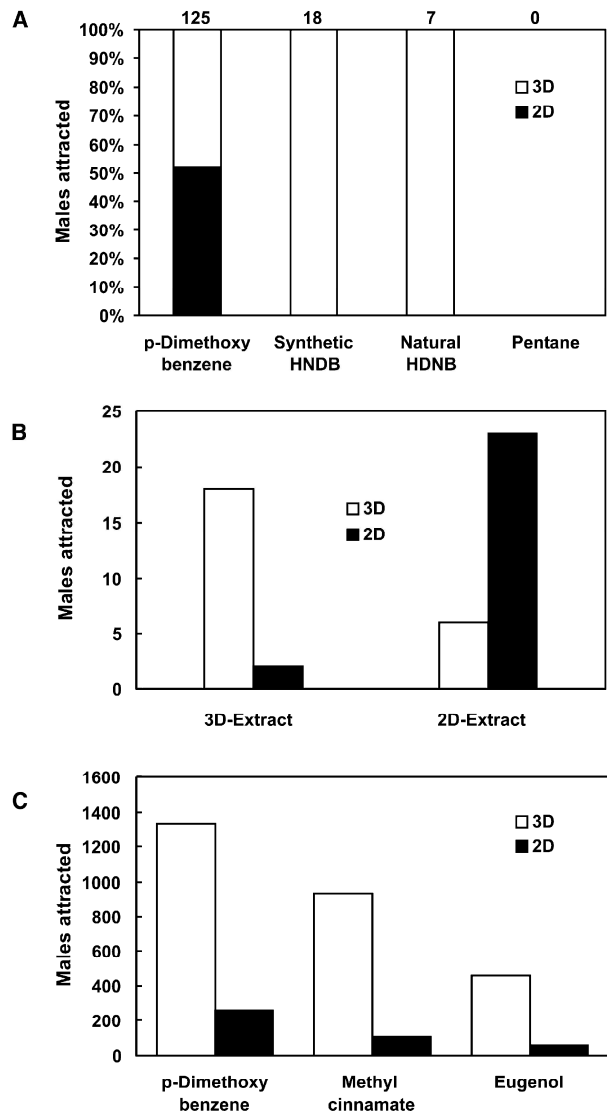 A
125 18 7 0
100%
90%
80%
70%
60%
50%
40%
30%
20%
10%
0%
Males attracted
3D
2D
p-Dimethoxy benzene
Synthetic HNDB
Natural HDNB
Pentane
B
25
20
15
10
5
0
Males attracted
3D
2D
3D-Extract
2D-Extract
C
1600
1400
1200
1000
800
600
400
200
0
Males attracted
3D
2D
p-Dimethoxy benzene
Methyl cinnamate
Eugenol